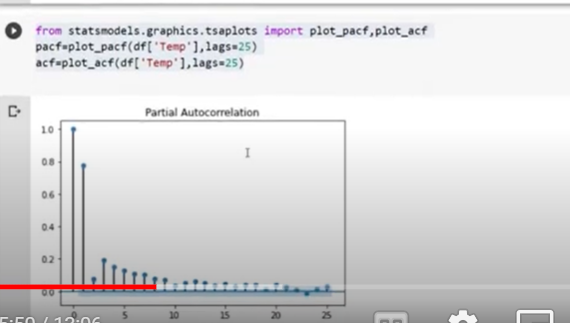 from statsmodels.graphics.tsaplots import plot_pacf,plot_acf
pacf=plot_pacf(df['Temp'],lags=25)
acf=plot_acf(df['Temp'],lags=25)
Partial Autocorrelation
1.0
0.8
0.6
0.4
0.2
0.0
0 5 10 15 20 25